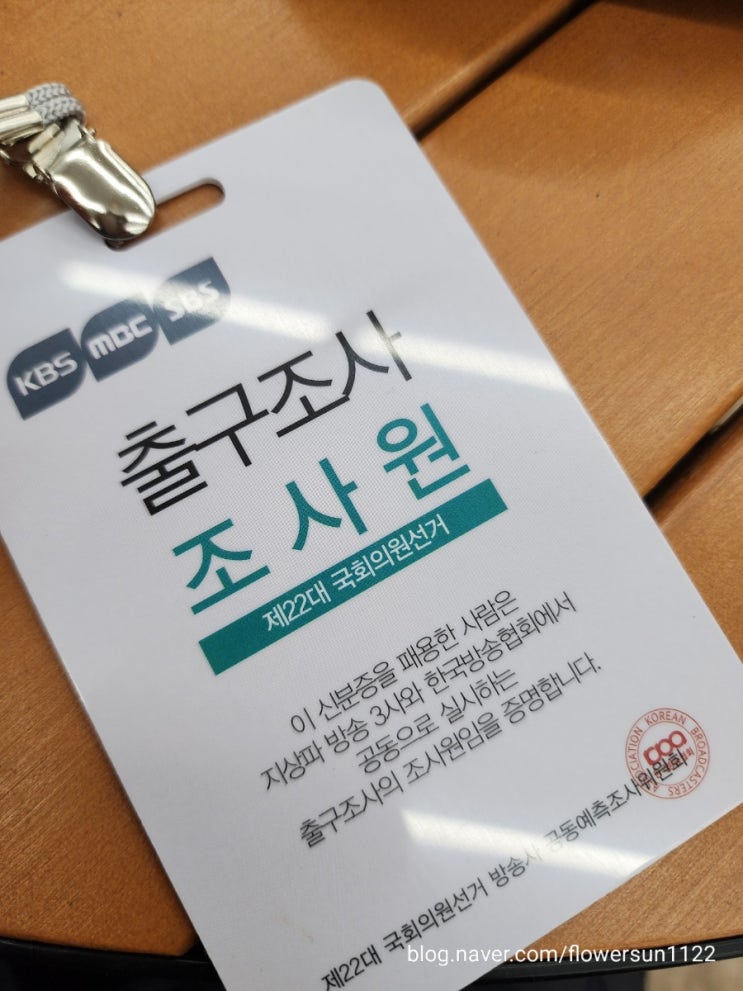 KBS MBC SBS
출구조사
조사원
제22대 국회의원선거
이 신분증을 패용한 사람은
지상파 방송 3사와 한국방송협회에서
공동으로 실시하는
출구조사의 조사원임을 증명합니다.
KOREAN BROADCASTERS
제22대 국회의원선거 방송사 공동예측조사위원회
blog.naver.com/flowersun1122